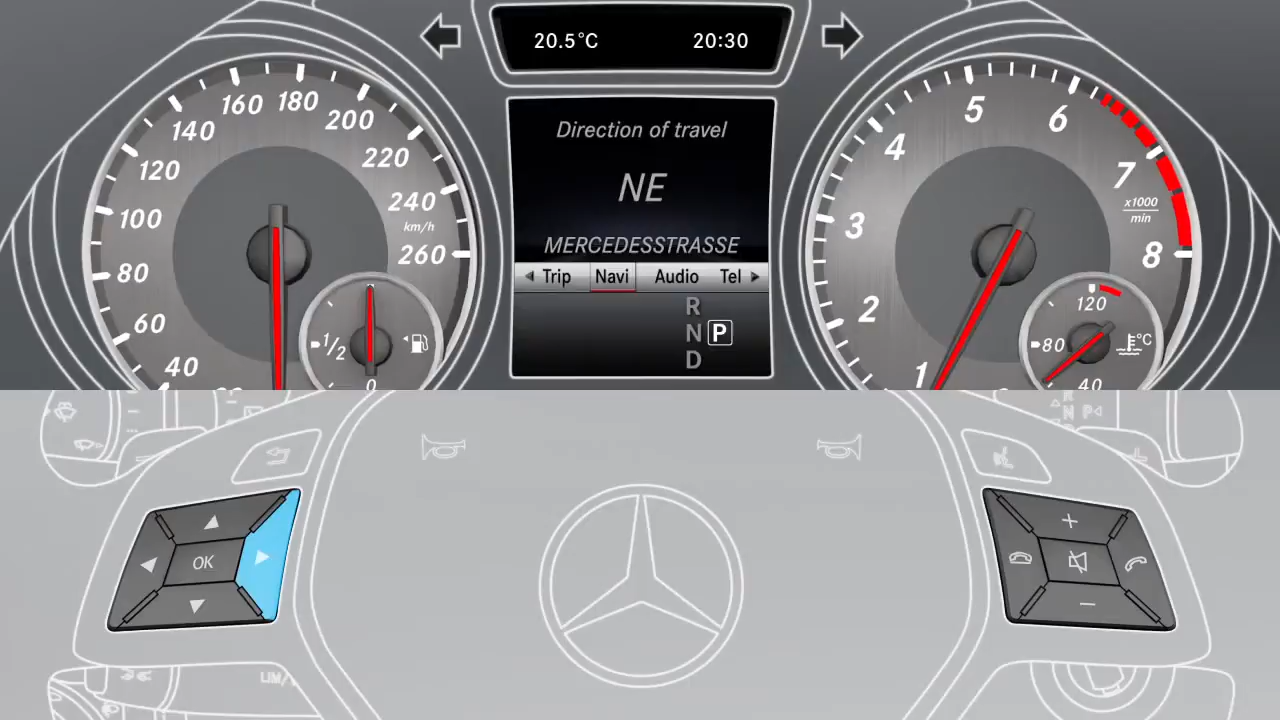 20.5°C 20:30
Direction of travel
NE
MERCEDESSTRASSE
Trip Navi Audio Tel
R
N P
D
40
60
80
100
120
140
160
180
200
220
240
km/h
260
1/2
0
1
2
3
4
5
6
7
x1000
min
8
120
80 °C
40
OK
+
−
R
N P
LIM/